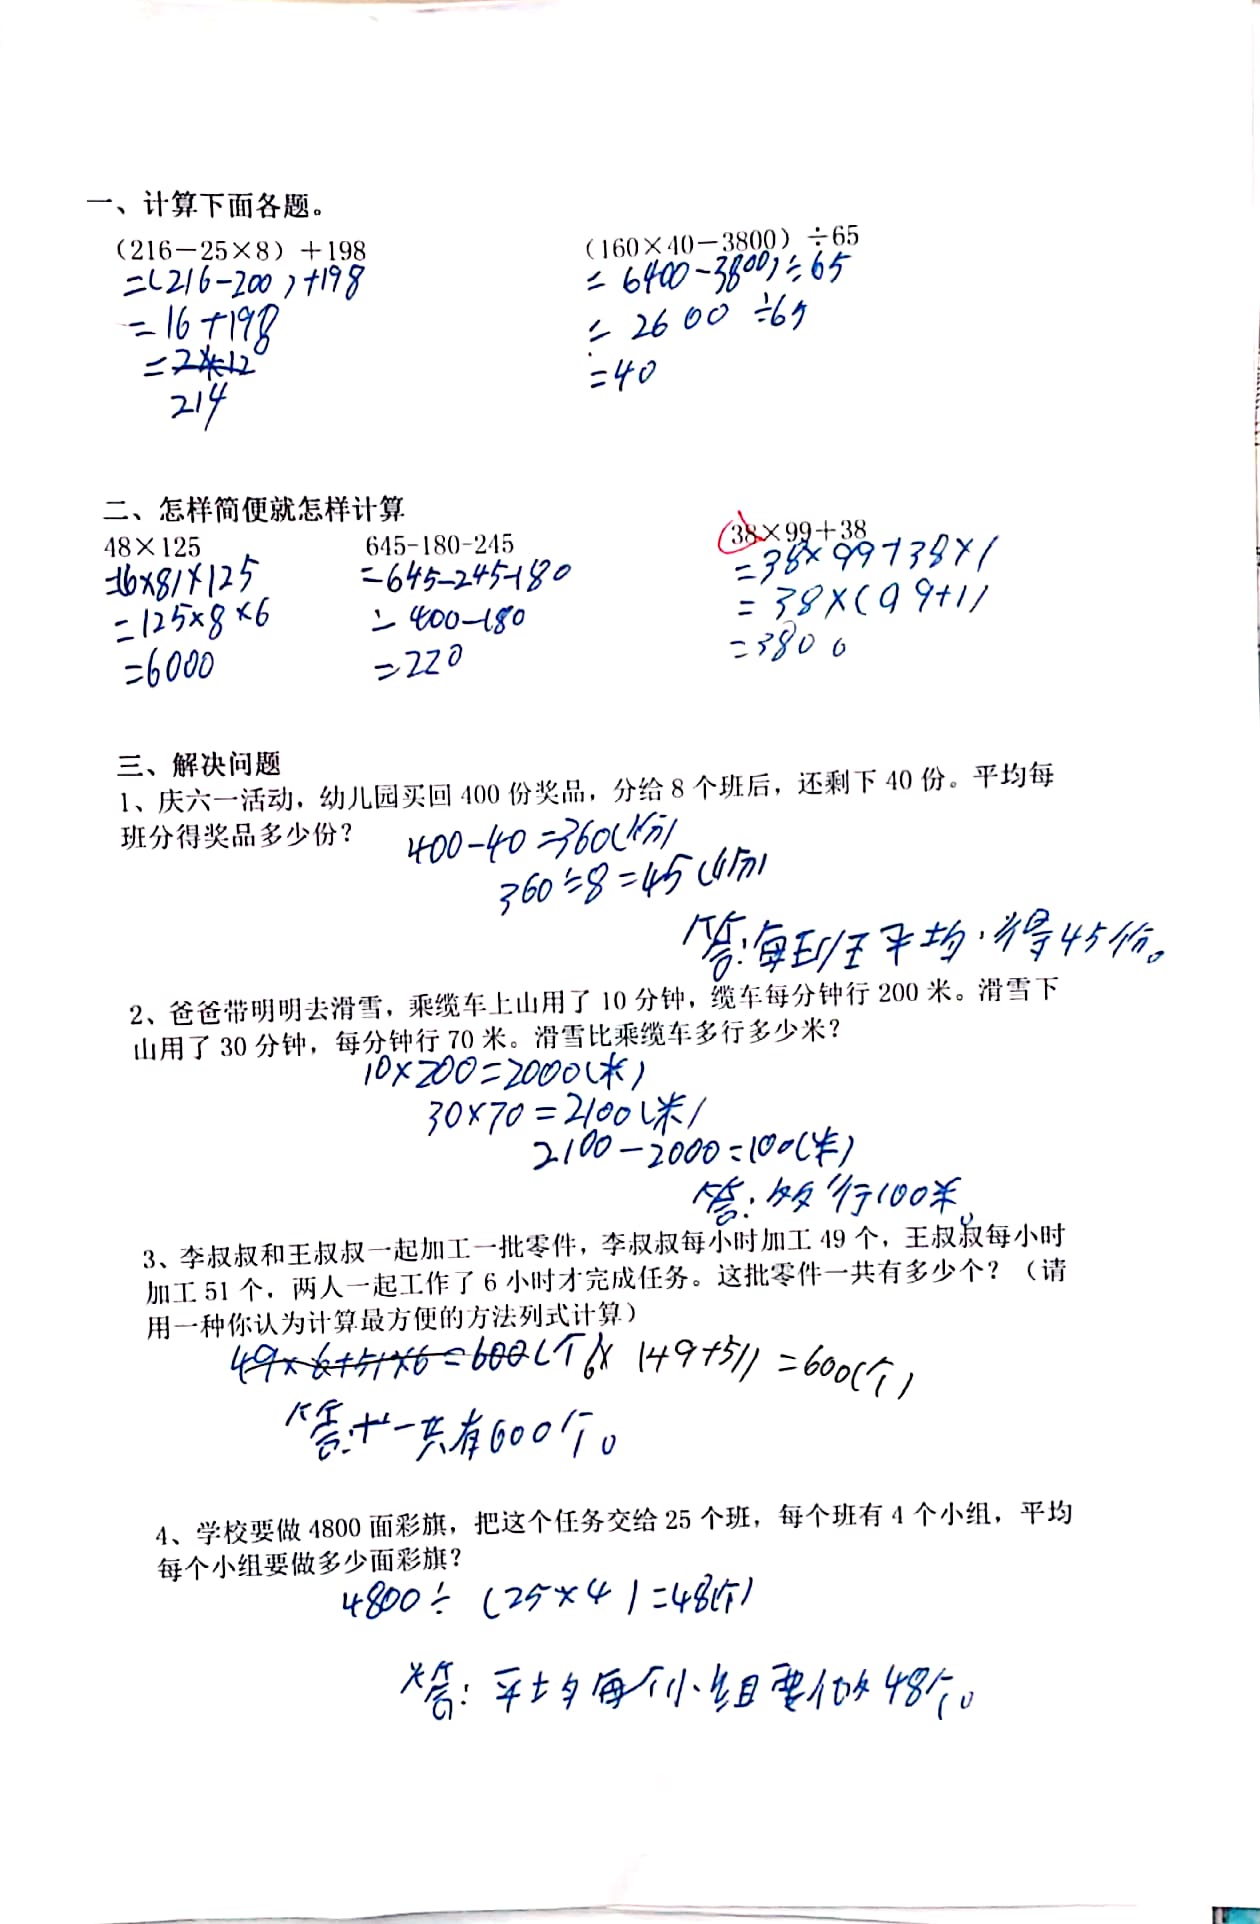 一、计算下面各题。
(216-25×8)+198 (160×40-3800)÷65
=(216-200)+198 = 6400-3800)÷65
=16+198 = 2600÷65
= =40
214
二、怎样简便就怎样计算
48×125 645-180-245 38×99+38
=(6×8)×125 =645-245-180 =38×99+38×1
=125×8×6 =400-180 =38×(99+1)
=6000 =220 =3800
三、解决问题
1、庆六一活动，幼儿园买回 400 份奖品，分给 8 个班后，还剩下 40 份。平均每
班分得奖品多少份？ 400-40=360(份)
360÷8=45(份)
答:每班平均分得45份。
2、爸爸带明明去滑雪，乘缆车上山用了 10 分钟，缆车每分钟行 200 米。滑雪下
山用了 30 分钟，每分钟行 70 米。滑雪比乘缆车多行多少米？
10×200=2000(米)
30×70=2100(米)
2100-2000=100(米)
答:多行100米。
3、李叔叔和王叔叔一起加工一批零件，李叔叔每小时加工 49 个，王叔叔每小时
加工 51 个，两人一起工作了 6 小时才完成任务。这批零件一共有多少个？（请
用一种你认为计算最方便的方法列式计算）
49×6+51×6=600(个) 6×(49+51)=600(个)
答:一共有600个。
4、学校要做 4800 面彩旗，把这个任务交给 25 个班，每个班有 4 个小组，平均
每个小组要做多少面彩旗？
4800÷(25×4)=48(个)
答:平均每个小组要做48个。